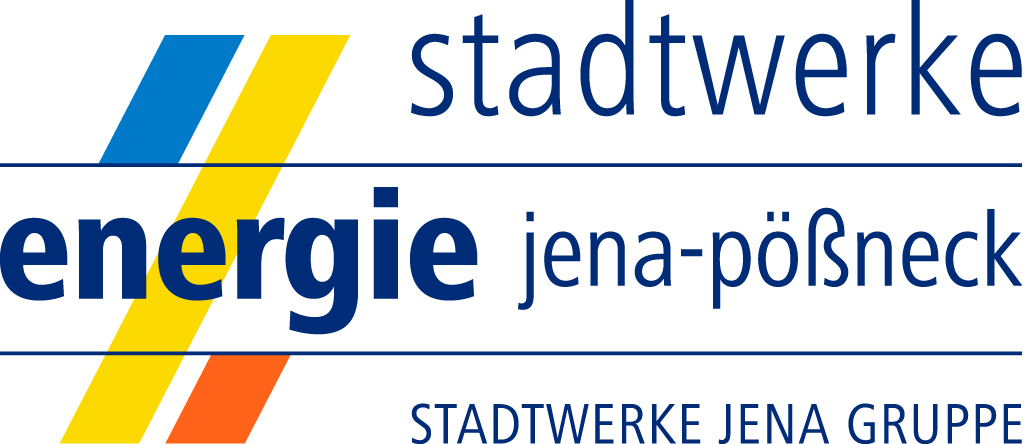 stadtwerke
energie jena-pößneck
STADTWERKE JENA GRUPPE